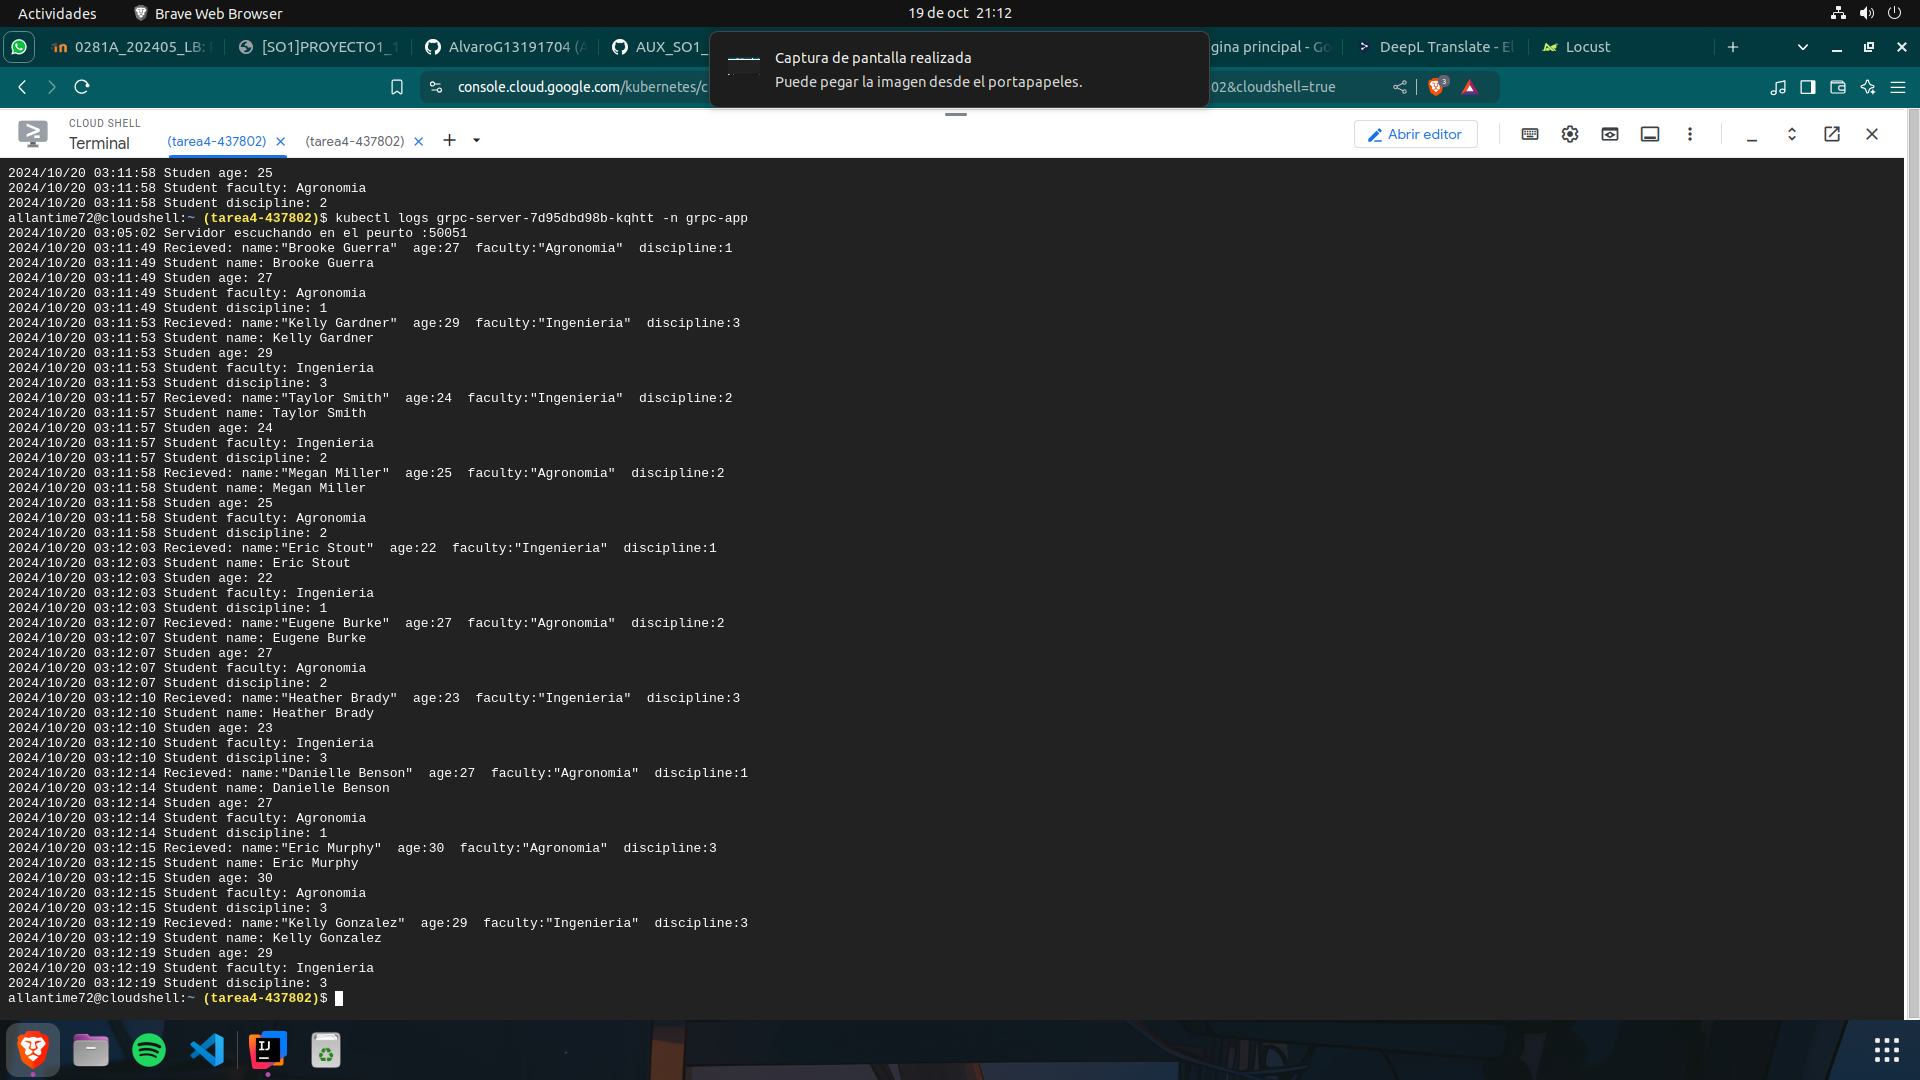 Actividades
Brave Web Browser
19 de oct 21:12
0281A_202405_LB:
[SO1]PROYECTO1_1
AlvaroG13191704 (A
AUX_SO1_
gina principal - Go
DeepL Translate - El
Locust
Captura de pantalla realizada
Puede pegar la imagen desde el portapapeles.
console.cloud.google.com/kubernetes/c
02&cloudshell=true
3
CLOUD SHELL
Terminal
(tarea4-437802)
(tarea4-437802)
Abrir editor
2024/10/20 03:11:58 Studen age: 25
2024/10/20 03:11:58 Student faculty: Agronomia
2024/10/20 03:11:58 Student discipline: 2
allantime72@cloudshell:~ (tarea4-437802)$ kubectl logs grpc-server-7d95dbd98b-kqhtt -n grpc-app
2024/10/20 03:05:02 Servidor escuchando en el peurto :50051
2024/10/20 03:11:49 Recieved: name:"Brooke Guerra"  age:27  faculty:"Agronomia"  discipline:1
2024/10/20 03:11:49 Student name: Brooke Guerra
2024/10/20 03:11:49 Studen age: 27
2024/10/20 03:11:49 Student faculty: Agronomia
2024/10/20 03:11:49 Student discipline: 1
2024/10/20 03:11:53 Recieved: name:"Kelly Gardner"  age:29  faculty:"Ingenieria"  discipline:3
2024/10/20 03:11:53 Student name: Kelly Gardner
2024/10/20 03:11:53 Studen age: 29
2024/10/20 03:11:53 Student faculty: Ingenieria
2024/10/20 03:11:53 Student discipline: 3
2024/10/20 03:11:57 Recieved: name:"Taylor Smith"  age:24  faculty:"Ingenieria"  discipline:2
2024/10/20 03:11:57 Student name: Taylor Smith
2024/10/20 03:11:57 Studen age: 24
2024/10/20 03:11:57 Student faculty: Ingenieria
2024/10/20 03:11:57 Student discipline: 2
2024/10/20 03:11:58 Recieved: name:"Megan Miller"  age:25  faculty:"Agronomia"  discipline:2
2024/10/20 03:11:58 Student name: Megan Miller
2024/10/20 03:11:58 Studen age: 25
2024/10/20 03:11:58 Student faculty: Agronomia
2024/10/20 03:11:58 Student discipline: 2
2024/10/20 03:12:03 Recieved: name:"Eric Stout"  age:22  faculty:"Ingenieria"  discipline:1
2024/10/20 03:12:03 Student name: Eric Stout
2024/10/20 03:12:03 Studen age: 22
2024/10/20 03:12:03 Student faculty: Ingenieria
2024/10/20 03:12:03 Student discipline: 1
2024/10/20 03:12:07 Recieved: name:"Eugene Burke"  age:27  faculty:"Agronomia"  discipline:2
2024/10/20 03:12:07 Student name: Eugene Burke
2024/10/20 03:12:07 Studen age: 27
2024/10/20 03:12:07 Student faculty: Agronomia
2024/10/20 03:12:07 Student discipline: 2
2024/10/20 03:12:10 Recieved: name:"Heather Brady"  age:23  faculty:"Ingenieria"  discipline:3
2024/10/20 03:12:10 Student name: Heather Brady
2024/10/20 03:12:10 Studen age: 23
2024/10/20 03:12:10 Student faculty: Ingenieria
2024/10/20 03:12:10 Student discipline: 3
2024/10/20 03:12:14 Recieved: name:"Danielle Benson"  age:27  faculty:"Agronomia"  discipline:1
2024/10/20 03:12:14 Student name: Danielle Benson
2024/10/20 03:12:14 Studen age: 27
2024/10/20 03:12:14 Student faculty: Agronomia
2024/10/20 03:12:14 Student discipline: 1
2024/10/20 03:12:15 Recieved: name:"Eric Murphy"  age:30  faculty:"Agronomia"  discipline:3
2024/10/20 03:12:15 Student name: Eric Murphy
2024/10/20 03:12:15 Studen age: 30
2024/10/20 03:12:15 Student faculty: Agronomia
2024/10/20 03:12:15 Student discipline: 3
2024/10/20 03:12:19 Recieved: name:"Kelly Gonzalez"  age:29  faculty:"Ingenieria"  discipline:3
2024/10/20 03:12:19 Student name: Kelly Gonzalez
2024/10/20 03:12:19 Studen age: 29
2024/10/20 03:12:19 Student faculty: Ingenieria
2024/10/20 03:12:19 Student discipline: 3
allantime72@cloudshell:~ (tarea4-437802)$
IJ